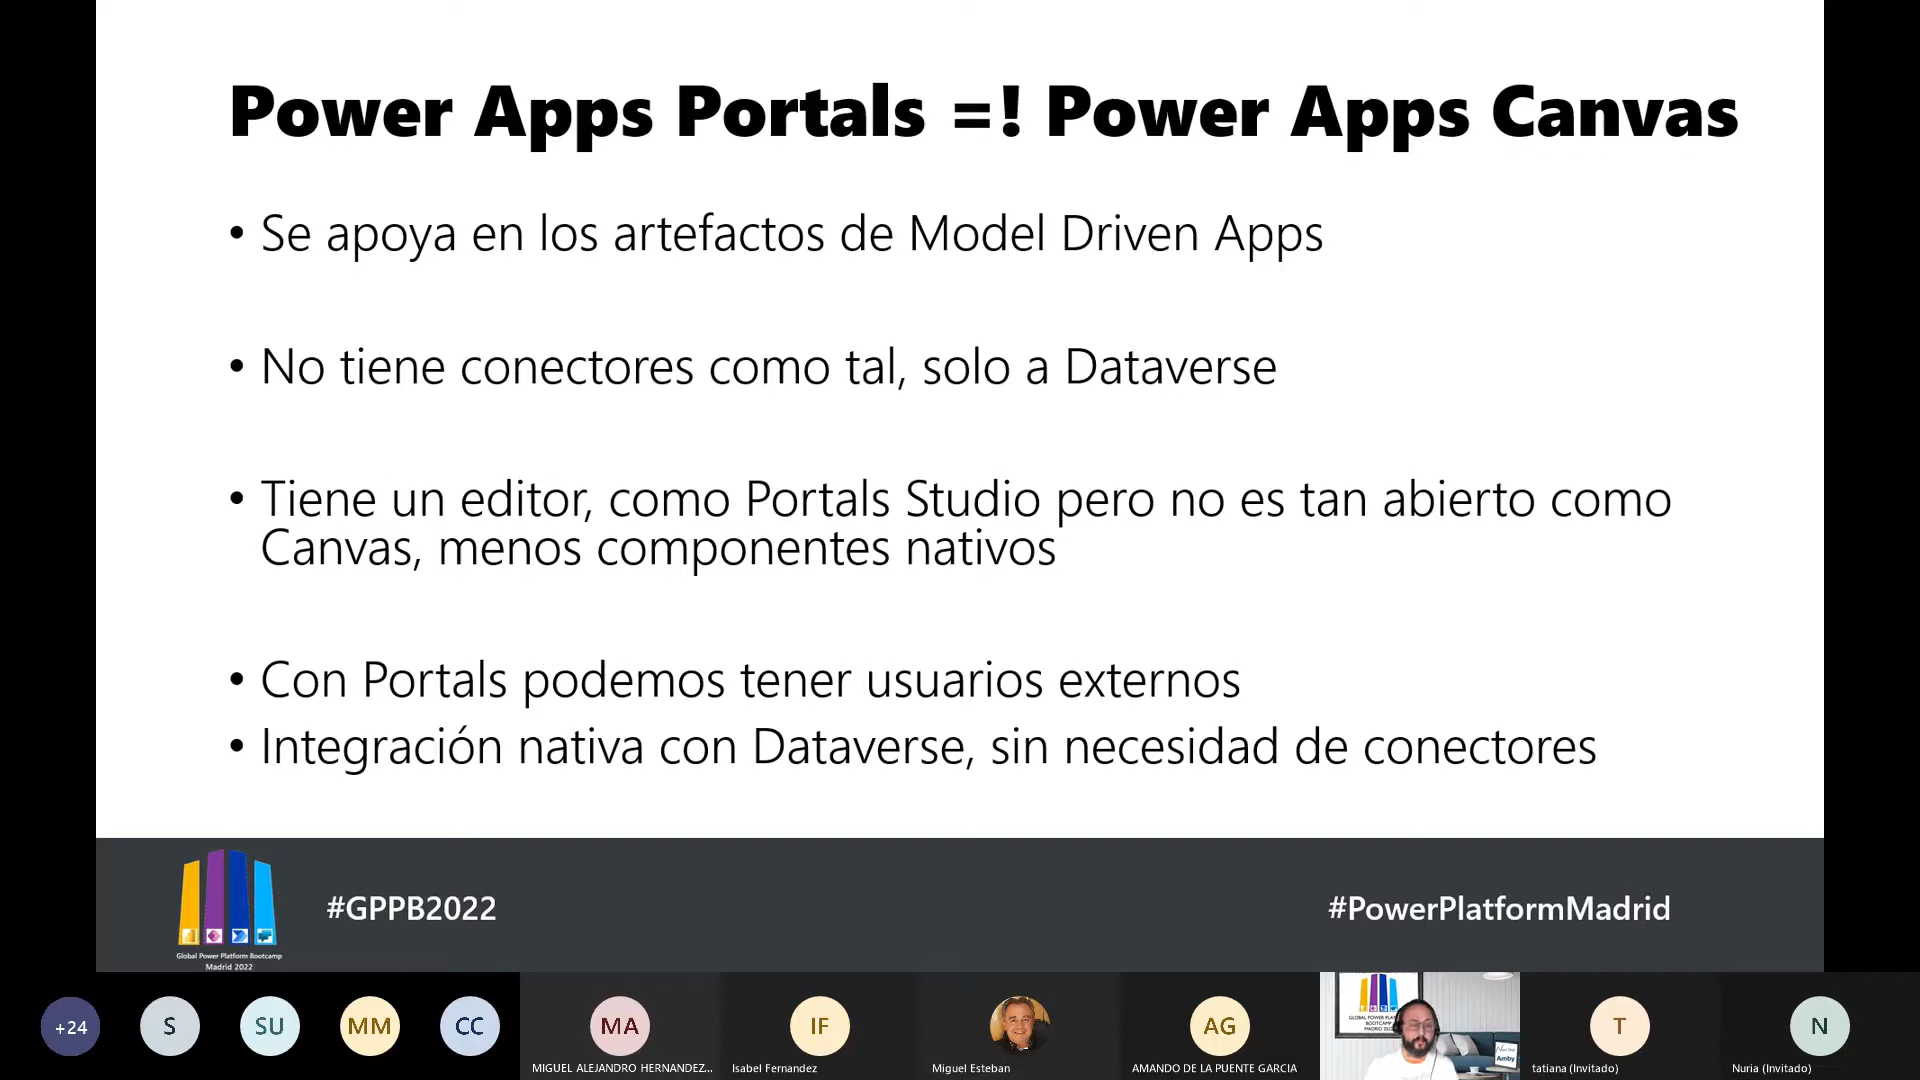 Power Apps Portals =! Power Apps Canvas
• Se apoya en los artefactos de Model Driven Apps
• No tiene conectores como tal, solo a Dataverse
• Tiene un editor, como Portals Studio pero no es tan abierto como
Canvas, menos componentes nativos
• Con Portals podemos tener usuarios externos
• Integración nativa con Dataverse, sin necesidad de conectores
Global Power Platform Bootcamp
Madrid 2022
#GPPB2022
#PowerPlatformMadrid
+24
S
SU
MM
CC
MA
MIGUEL ALEJANDRO HERNANDEZ...
IF
Isabel Fernandez
Miguel Esteban
AG
AMANDO DE LA PUENTE GARCIA
BOOTCAMP
MADRID 2022
Amby
T
tatiana (Invitado)
N
Nuria (Invitado)